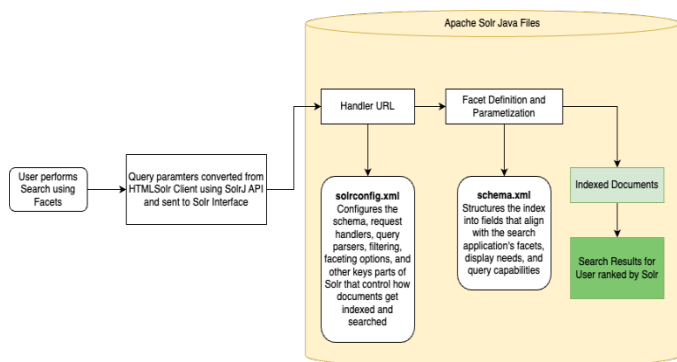 Apache Solr Java Files
Handler URL
Facet Definition and
Parametization
User performs
Search using
Facets
Query paramters converted from
HTMLSolr Client using SolrJ API
and sent to Solr Interface
solrconfig.xml
Configures the
schema, request
handlers, query
parsers, filtering,
faceting options, and
other keys parts of
Solr that control how
documents get
indexed and
searched
schema.xml
Structures the index
into fields that align
with the search
application's facets,
display needs, and
query capabilities
Indexed Documents
Search Results for
User ranked by Solr